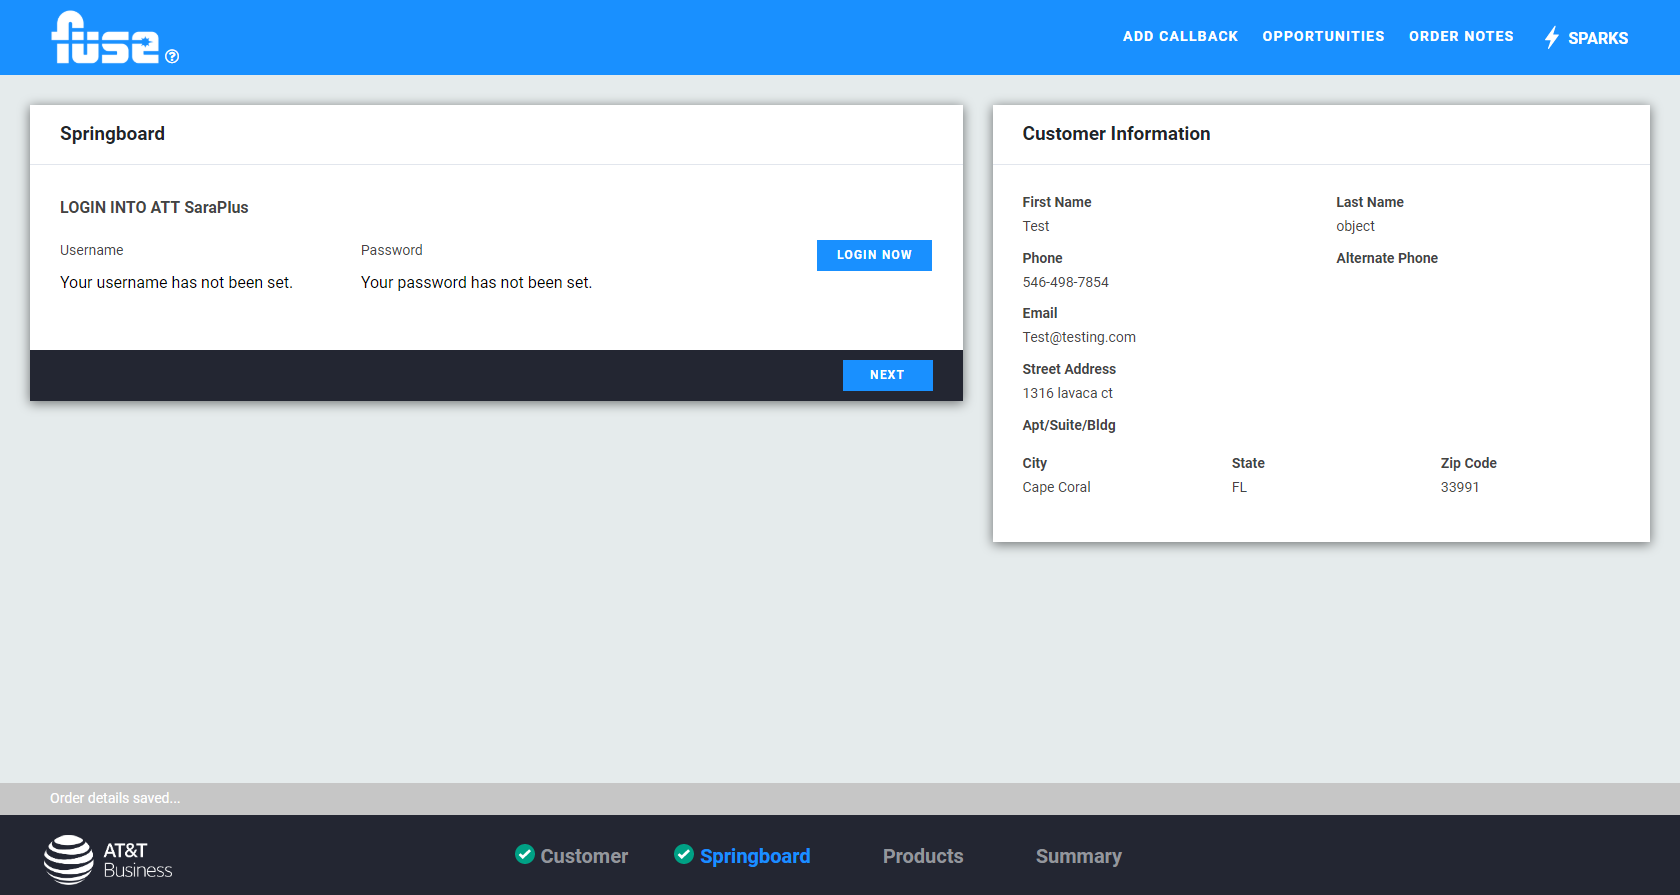 fuse
ADD CALLBACK OPPORTUNITIES ORDER NOTES SPARKS
Springboard
LOGIN INTO ATT SaraPlus
Username Password LOGIN NOW
Your username has not been set. Your password has not been set.
NEXT
Customer Information
First Name Last Name
Test object
Phone Alternate Phone
546-498-7854
Email
Test@testing.com
Street Address
1316 lavaca ct
Apt/Suite/Bldg
City State Zip Code
Cape Coral FL 33991
Order details saved...
AT&T
Business
Customer Springboard Products Summary